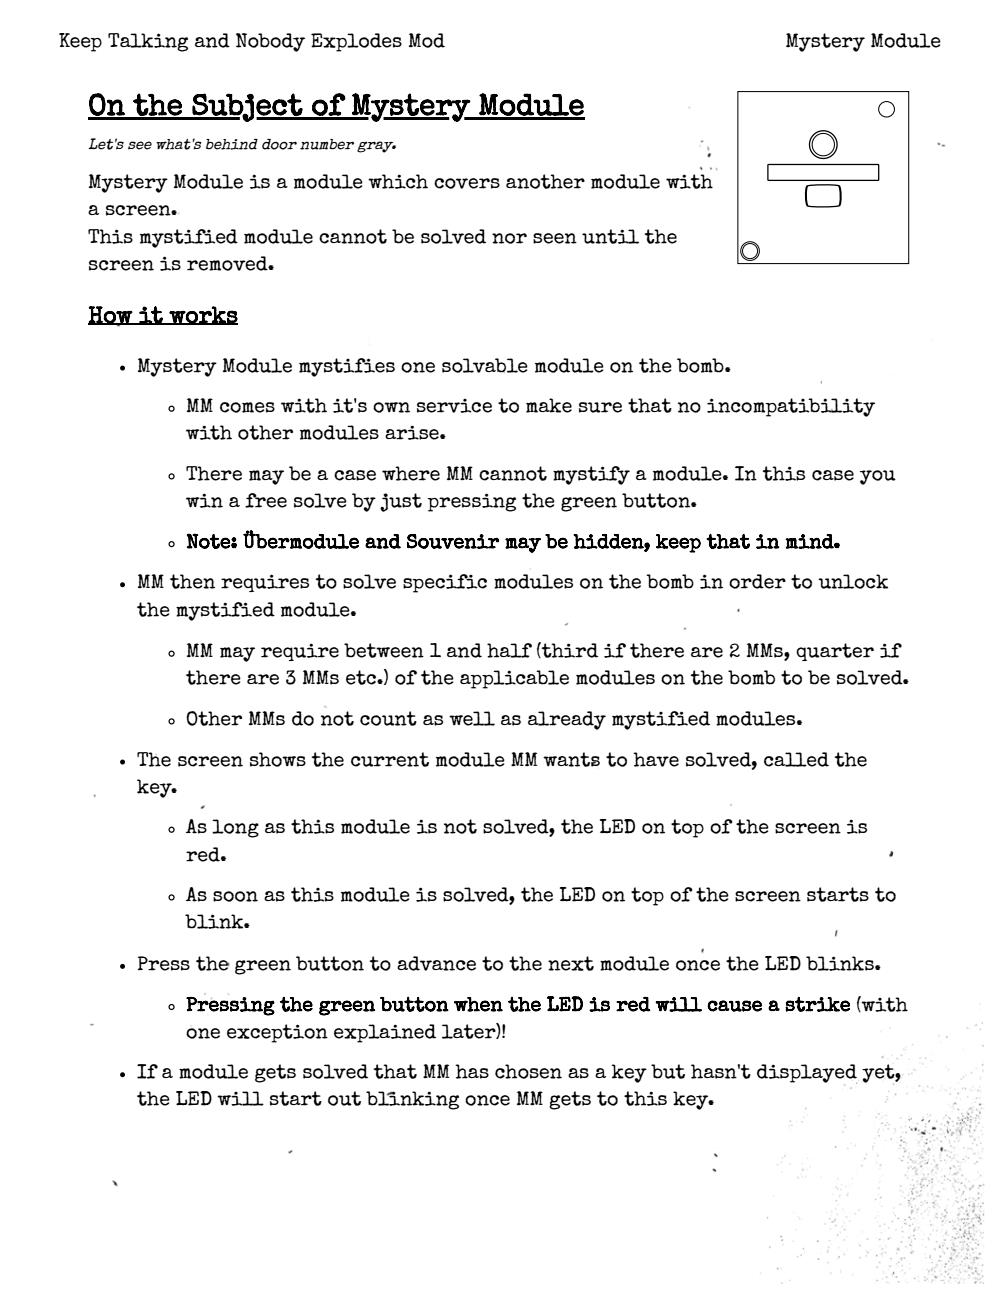 Keep Talking and Nobody Explodes Mod
Mystery Module
On the Subject of Mystery Module
Let's see what's behind door number gray.
Mystery Module is a module which covers another module with
a screen.
This mystified module cannot be solved nor seen until the
screen is removed.
How it works
• Mystery Module mystifies one solvable module on the bomb.
◦ MM comes with it's own service to make sure that no incompatibility
with other modules arise.
◦ There may be a case where MM cannot mystify a module. In this case you
win a free solve by just pressing the green button.
◦ Note: Übermodule and Souvenir may be hidden, keep that in mind.
• MM then requires to solve specific modules on the bomb in order to unlock
the mystified module.
◦ MM may require between 1 and half (third if there are 2 MMs, quarter if
there are 3 MMs etc.) of the applicable modules on the bomb to be solved.
◦ Other MMs do not count as well as already mystified modules.
• The screen shows the current module MM wants to have solved, called the
key.
◦ As long as this module is not solved, the LED on top of the screen is
red.
◦ As soon as this module is solved, the LED on top of the screen starts to
blink.
• Press the green button to advance to the next module once the LED blinks.
◦ Pressing the green button when the LED is red will cause a strike (with
one exception explained later)!
• If a module gets solved that MM has chosen as a key but hasn't displayed yet,
the LED will start out blinking once MM gets to this key.